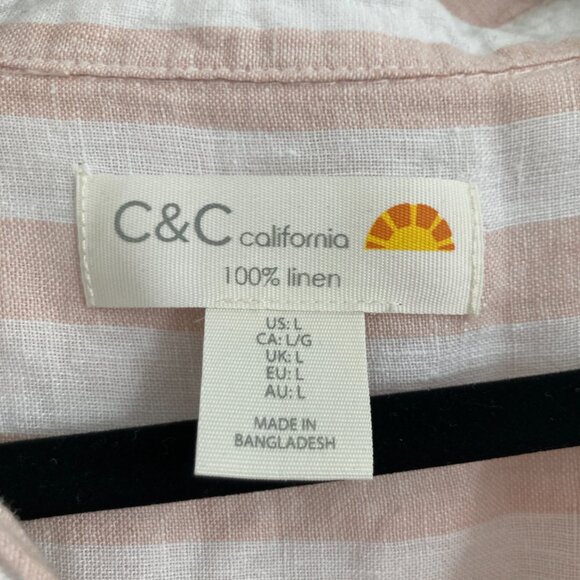 C&C california
100% linen
US: L
CA: L/G
UK: L
EU: L
AU: L
MADE IN
BANGLADESH